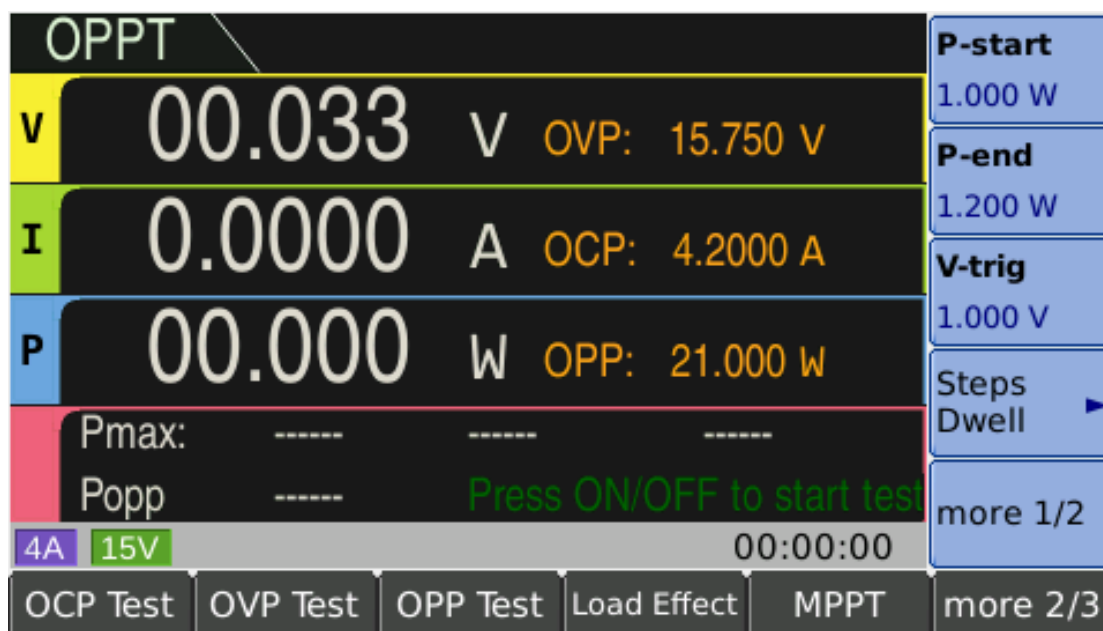 OPPT
V 00.033 V OVP: 15.750 V
I 0.0000 A OCP: 4.2000 A
P 00.000 W OPP: 21.000 W
Pmax: ------ ------ ------
Popp ------ Press ON/OFF to start test
4A 15V 00:00:00
P-start
1.000 W
P-end
1.200 W
V-trig
1.000 V
Steps
Dwell
more 1/2
OCP Test OVP Test OPP Test Load Effect MPPT more 2/3